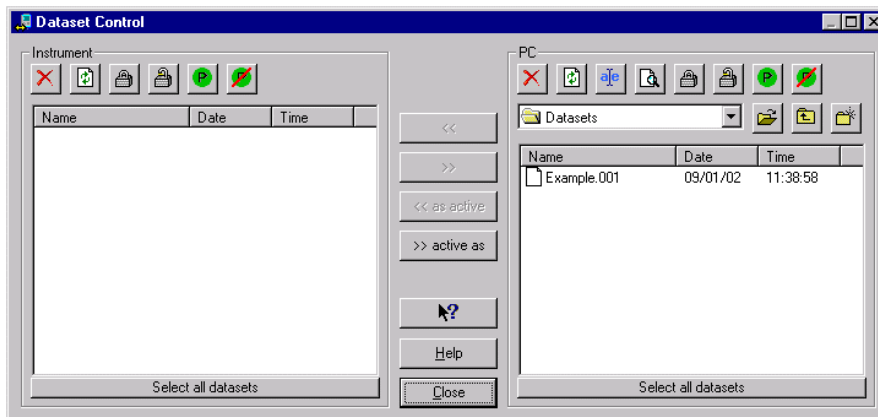 Dataset Control
Instrument
P P
Name Date Time
Select all datasets
<<
>>
<< as active
>> active as
?
Help
Close
PC
a e P P
Datasets
Name Date Time
Example.001 09/01/02 11:38:58
Select all datasets